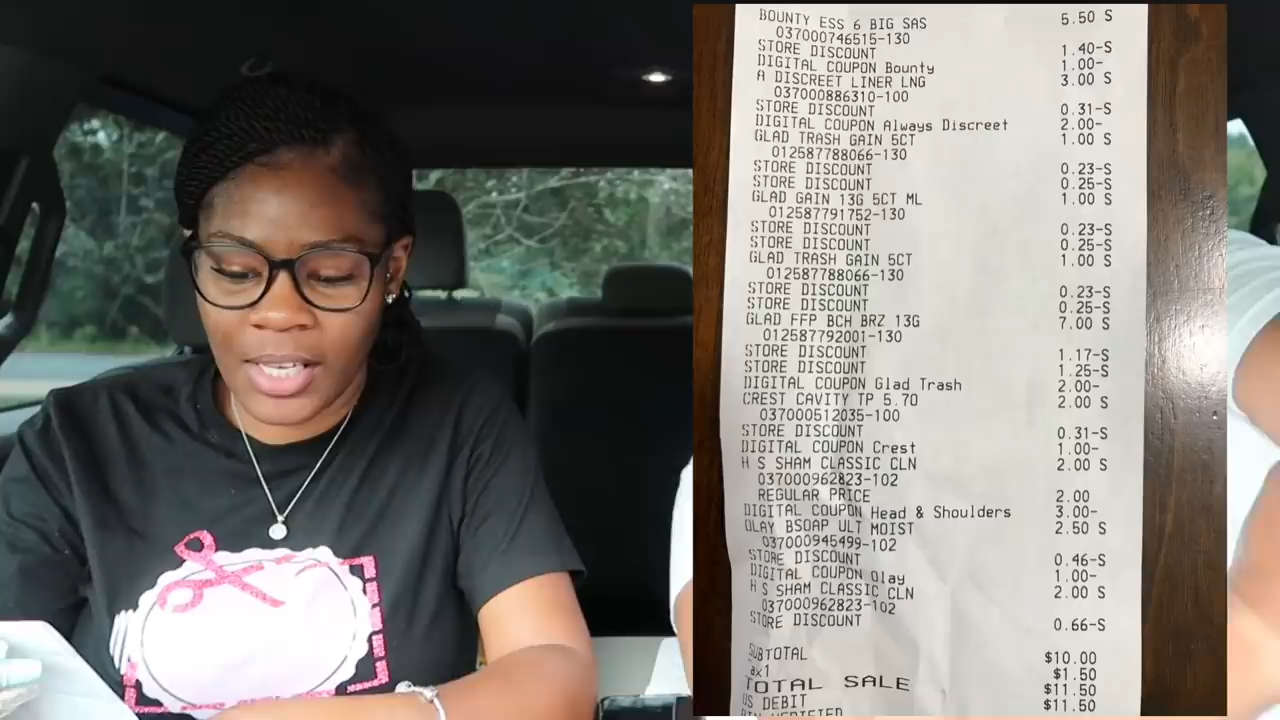 BOUNTY ESS 6 BIG SAS 5.50 S
037000746515-130
STORE DISCOUNT 1.40-S
DIGITAL COUPON Bounty 1.00-
A DISCREET LINER LNG 3.00 S
037000886310-100
STORE DISCOUNT 0.31-S
DIGITAL COUPON Always Discreet 2.00-
GLAD TRASH GAIN 5CT 1.00 S
012587788066-130
STORE DISCOUNT 0.23-S
STORE DISCOUNT 0.25-S
GLAD GAIN 13G 5CT ML 1.00 S
012587791752-130
STORE DISCOUNT 0.23-S
STORE DISCOUNT 0.25-S
GLAD TRASH GAIN 5CT 1.00 S
012587788066-130
STORE DISCOUNT 0.23-S
STORE DISCOUNT 0.25-S
GLAD FFP BCH BRZ 13G 7.00 S
012587792001-130
STORE DISCOUNT 1.17-S
STORE DISCOUNT 1.25-S
DIGITAL COUPON Glad Trash 2.00-
CREST CAVITY TP 5.70 2.00 S
037000512035-100
STORE DISCOUNT 0.31-S
DIGITAL COUPON Crest 1.00-
H S SHAM CLASSIC CLN 2.00 S
037000962823-102
REGULAR PRICE 2.00
DIGITAL COUPON Head & Shoulders 3.00-
OLAY BSOAP ULT MOIST 2.50 S
037000945499-102
STORE DISCOUNT 0.46-S
DIGITAL COUPON Olay 1.00-
H S SHAM CLASSIC CLN 2.00 S
037000962823-102
STORE DISCOUNT 0.66-S
SUBTOTAL $10.00
ax1 $1.50
TOTAL SALE $11.50
US DEBIT $11.50